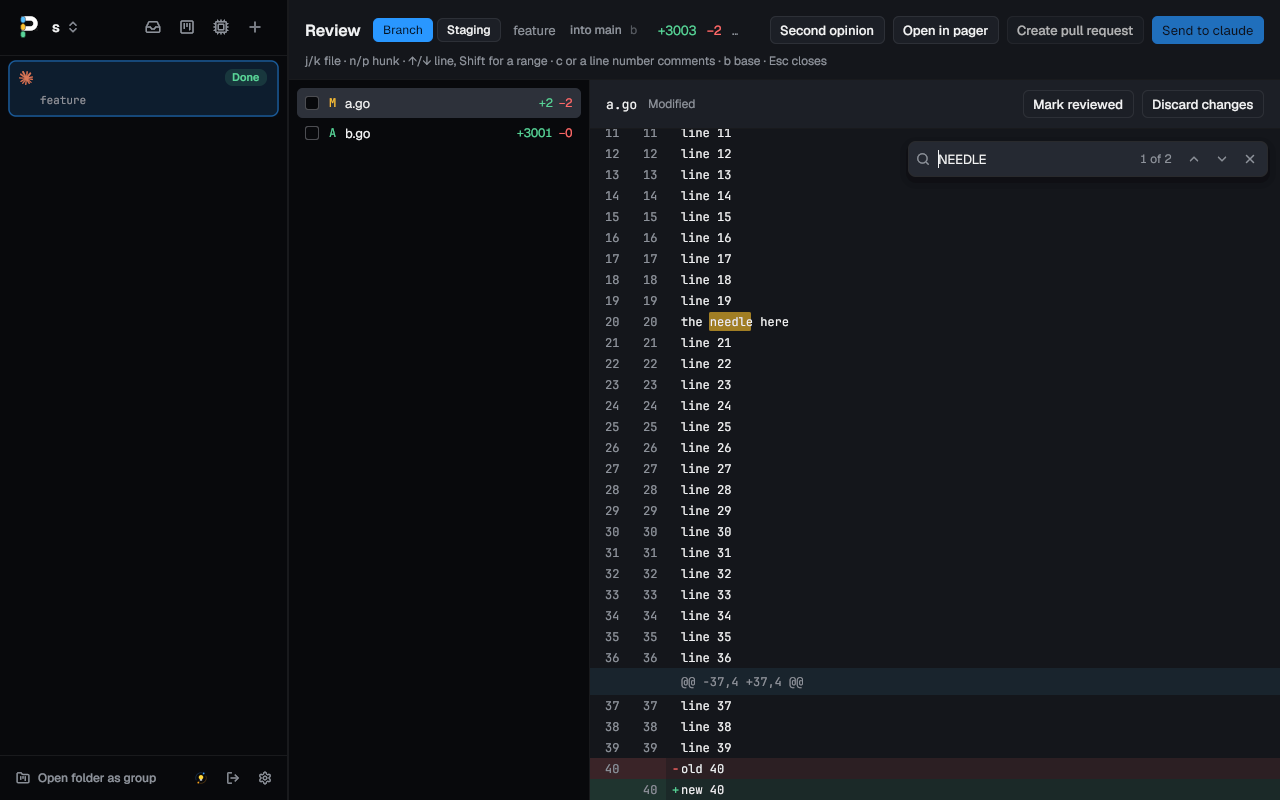 s
Done
feature
Open folder as group
Review Branch Staging feature into main b +3003 −2 … Second opinion Open in pager Create pull request Send to claude
j/k file · n/p hunk · ↑/↓ line, Shift for a range · c or a line number comments · b base · Esc closes
M a.go +2 −2
A b.go +3001 −0
a.go Modified Mark reviewed Discard changes
NEEDLE 1 of 2
11 11 line 11
12 12 line 12
13 13 line 13
14 14 line 14
15 15 line 15
16 16 line 16
17 17 line 17
18 18 line 18
19 19 line 19
20 20 the needle here
21 21 line 21
22 22 line 22
23 23 line 23
24 24 line 24
25 25 line 25
26 26 line 26
27 27 line 27
28 28 line 28
29 29 line 29
30 30 line 30
31 31 line 31
32 32 line 32
33 33 line 33
34 34 line 34
35 35 line 35
36 36 line 36
@@ -37,4 +37,4 @@
37 37 line 37
38 38 line 38
39 39 line 39
40 -old 40
40 +new 40